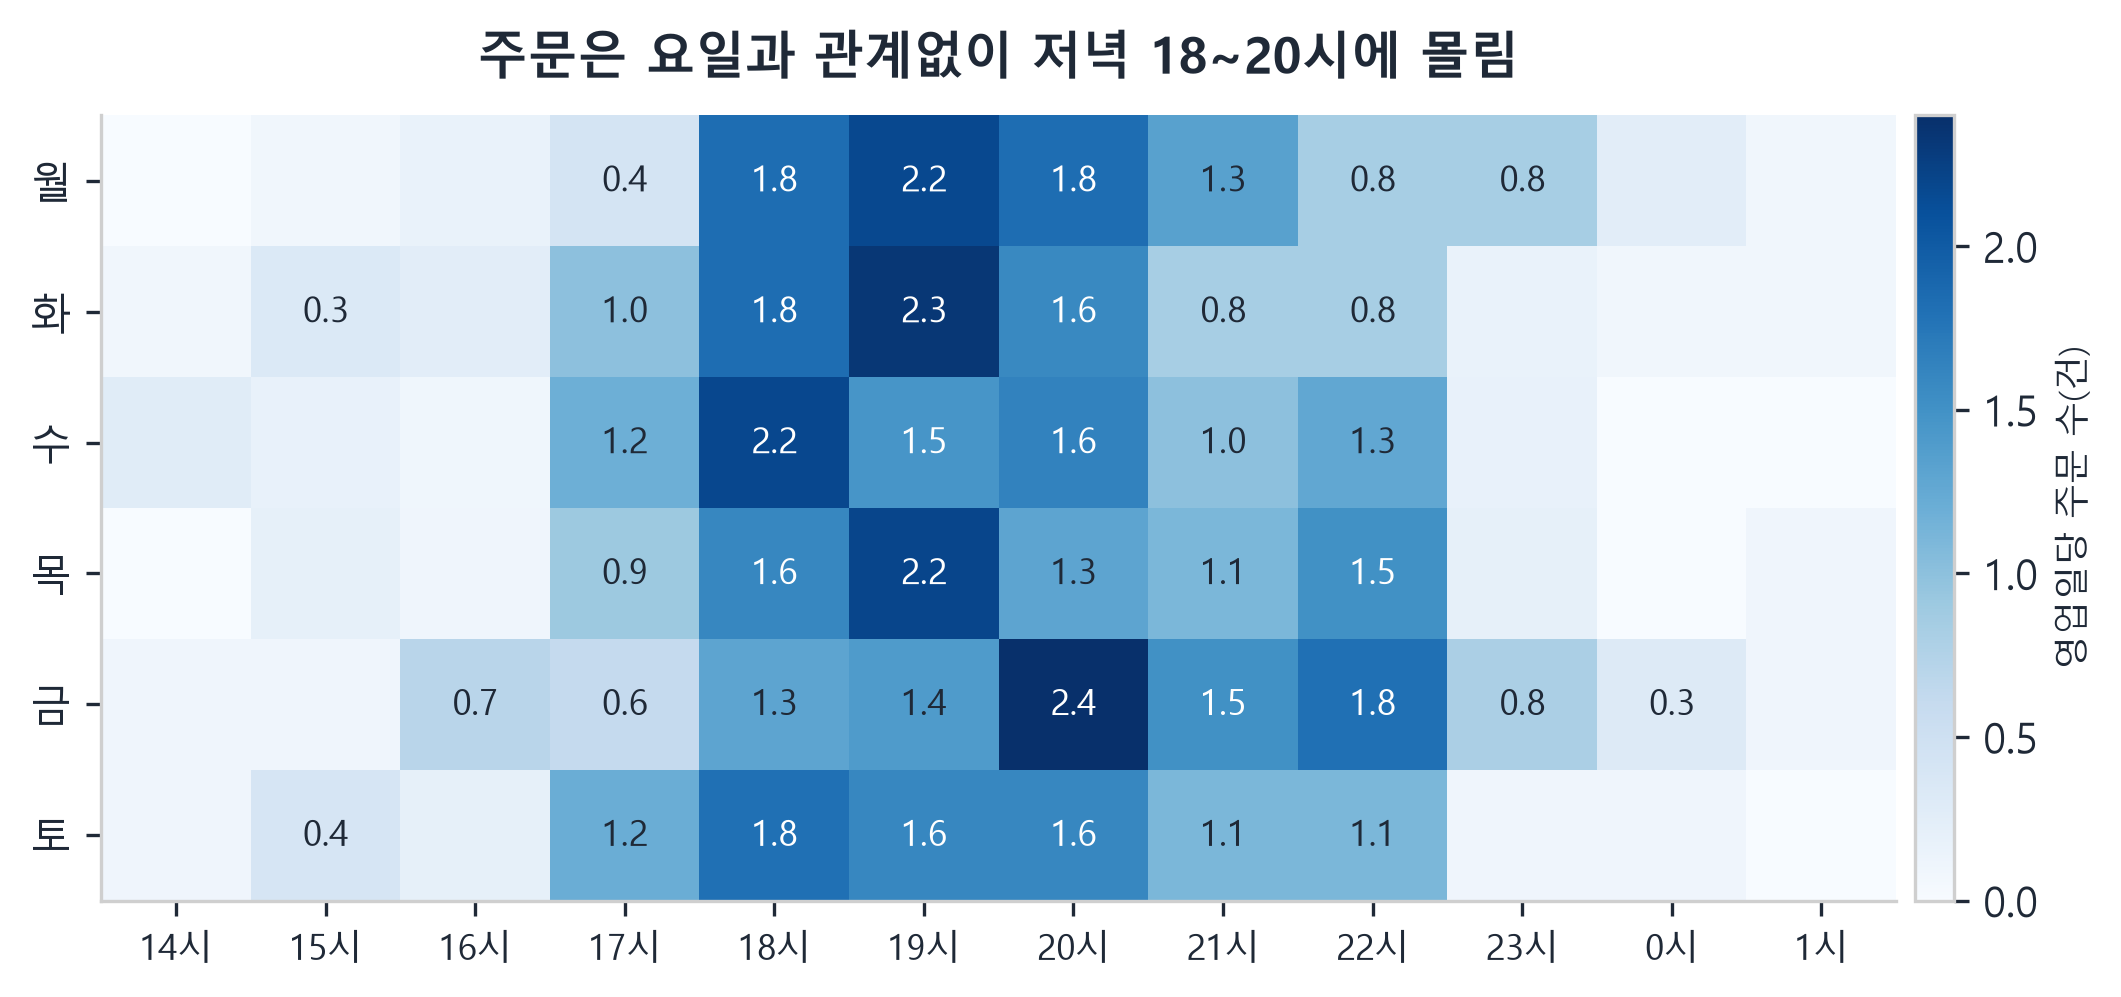 주문은 요일과 관계없이 저녁 18~20시에 몰림
월 0.4 1.8 2.2 1.8 1.3 0.8 0.8
화 0.3 1.0 1.8 2.3 1.6 0.8 0.8
수 1.2 2.2 1.5 1.6 1.0 1.3
목 0.9 1.6 2.2 1.3 1.1 1.5
금 0.7 0.6 1.3 1.4 2.4 1.5 1.8 0.8 0.3
토 0.4 1.2 1.8 1.6 1.6 1.1 1.1
14시 15시 16시 17시 18시 19시 20시 21시 22시 23시 0시 1시
2.0
1.5
1.0
0.5
0.0
영업일당 주문 수(건)